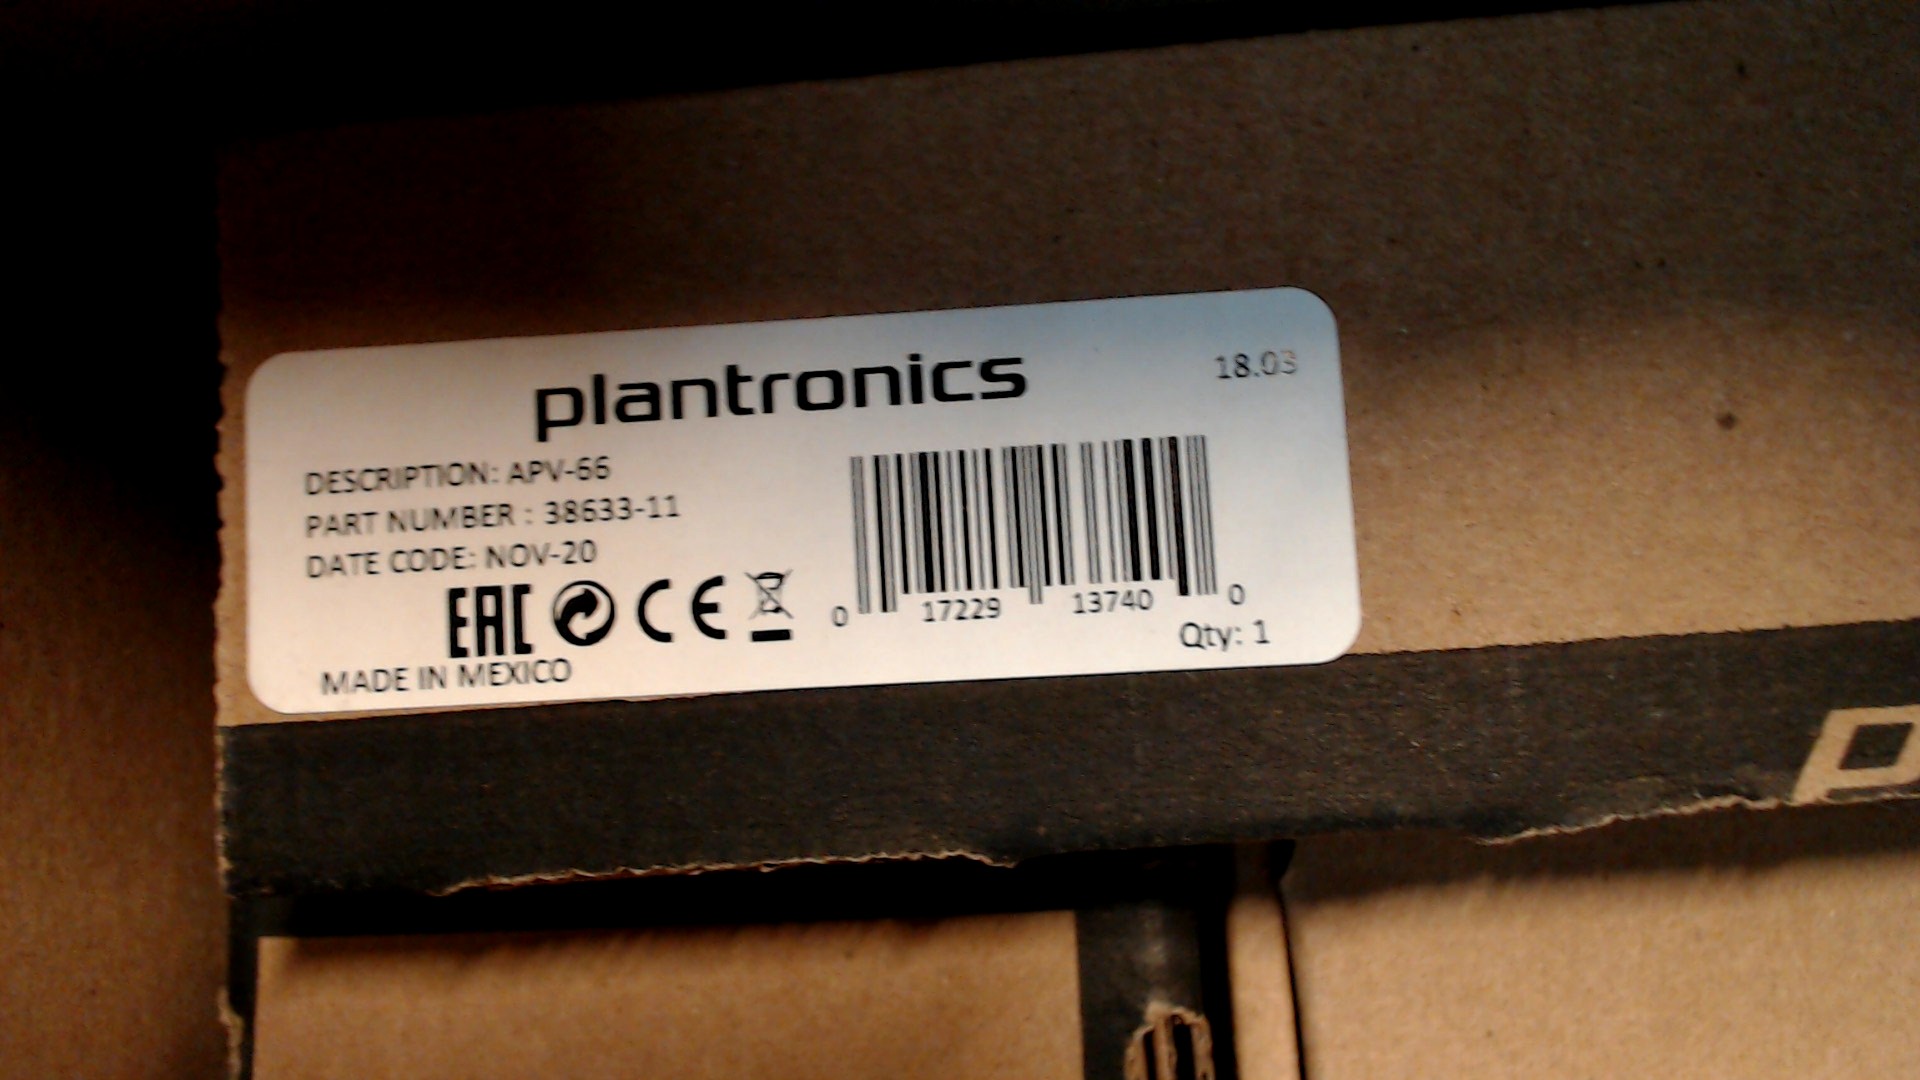 plantronics
18.03
DESCRIPTION: APV-66
PART NUMBER : 38633-11
DATE CODE: NOV-20
EAC CE
MADE IN MEXICO
0 17229 13740 0
Qty: 1
P